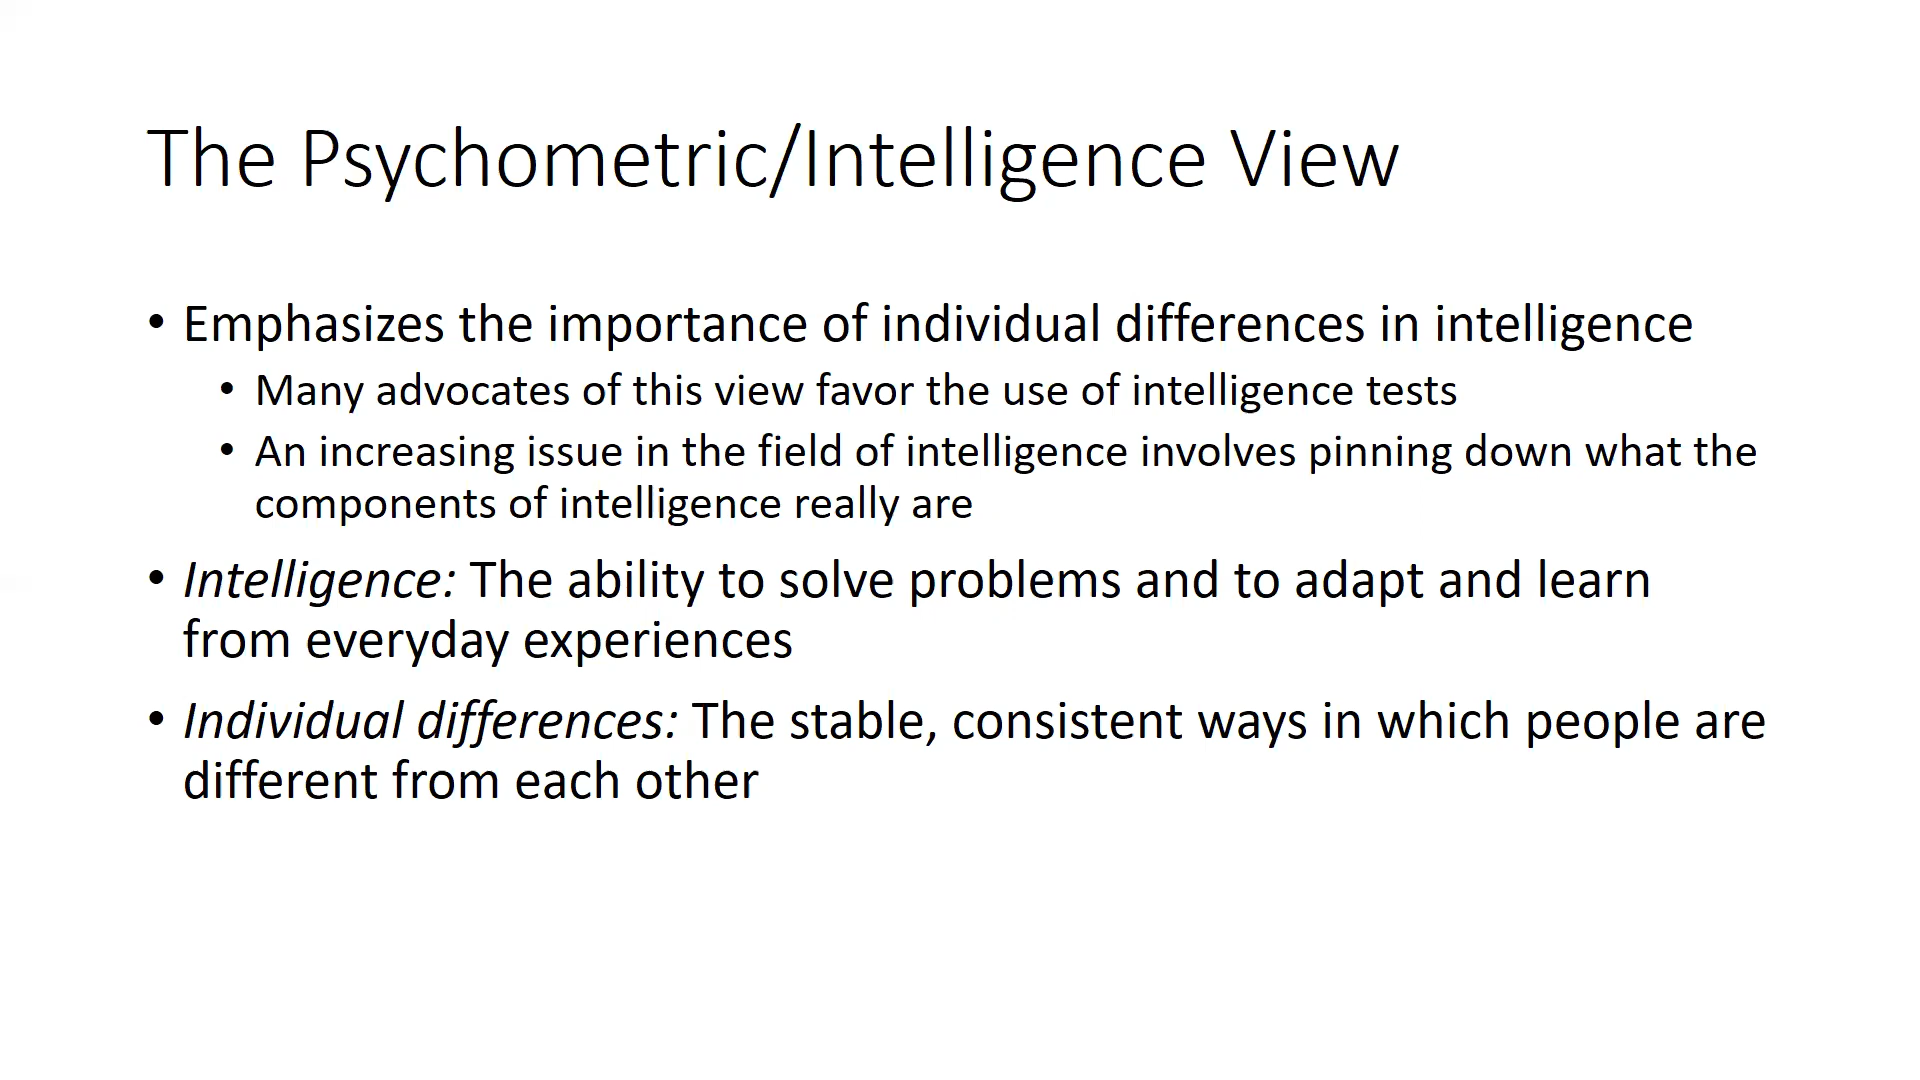 The Psychometric/Intelligence View
• Emphasizes the importance of individual differences in intelligence
• Many advocates of this view favor the use of intelligence tests
• An increasing issue in the field of intelligence involves pinning down what the
components of intelligence really are
• Intelligence: The ability to solve problems and to adapt and learn
from everyday experiences
• Individual differences: The stable, consistent ways in which people are
different from each other